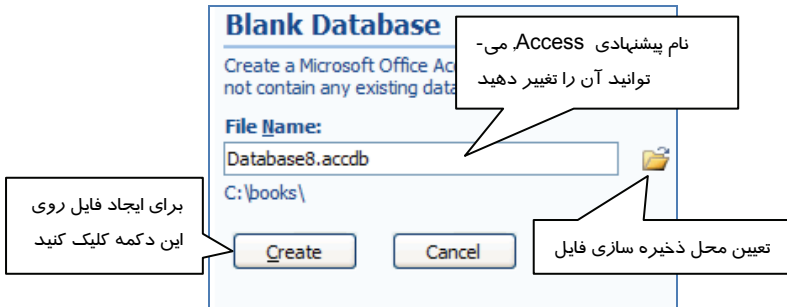 Blank Database
Create a Microsoft Office Ac
not contain any existing data
نام پیشنهادی Access، می-
توانید آن را تغییر دهید
File Name:
Database8.accdb
C:\books\
برای ایجاد فایل روی
این دکمه کلیک کنید
Create
Cancel
تعیین محل ذخیره سازی فایل